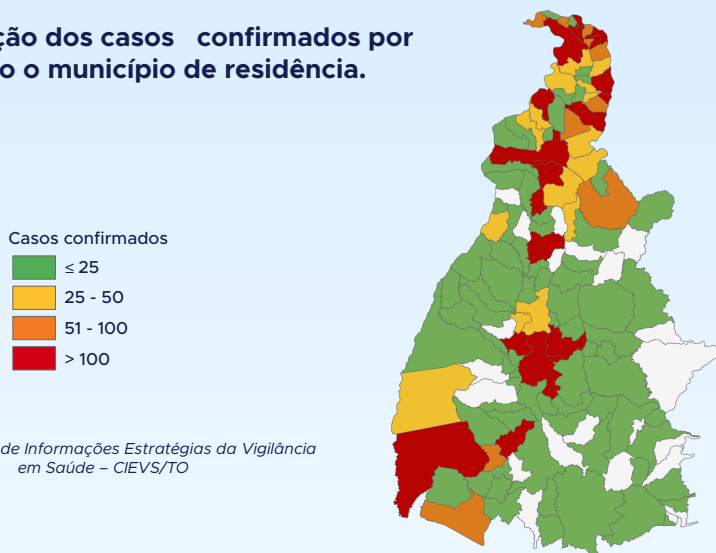 ção dos casos confirmados por
o o município de residência.
Casos confirmados
≤ 25
25 - 50
51 - 100
> 100
de Informações Estratégias da Vigilância
em Saúde – CIEVS/TO